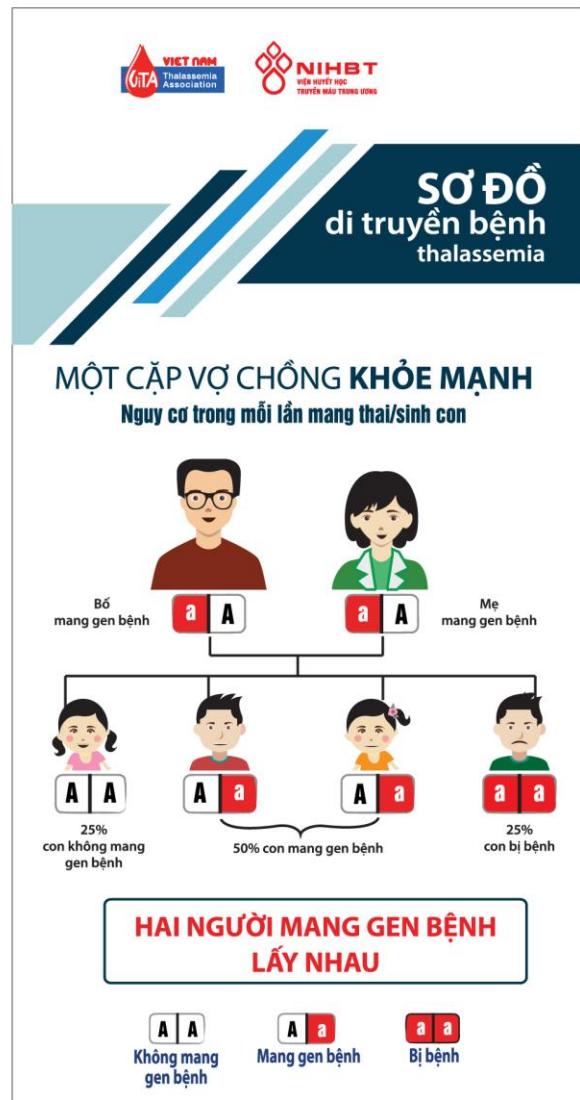 VIET NAM
ViTA
Thalassemia
Association
NIHBT
VIỆN HUYẾT HỌC
TRUYỀN MÁU TRUNG ƯƠNG
SƠ ĐỒ
di truyền bệnh
thalassemia
MỘT CẶP VỢ CHỒNG KHỎE MẠNH
Nguy cơ trong mỗi lần mang thai/sinh con
Bố
mang gen bệnh
a A
a A
Mẹ
mang gen bệnh
A A
A a
A a
a a
25%
con không mang
gen bệnh
50% con mang gen bệnh
25%
con bị bệnh
HAI NGƯỜI MANG GEN BỆNH
LẤY NHAU
A A
A a
a a
Không mang
gen bệnh
Mang gen bệnh
Bị bệnh